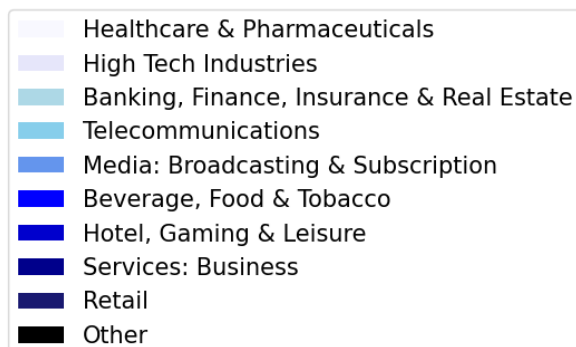 Healthcare & Pharmaceuticals
High Tech Industries
Banking, Finance, Insurance & Real Estate
Telecommunications
Media: Broadcasting & Subscription
Beverage, Food & Tobacco
Hotel, Gaming & Leisure
Services: Business
Retail
Other